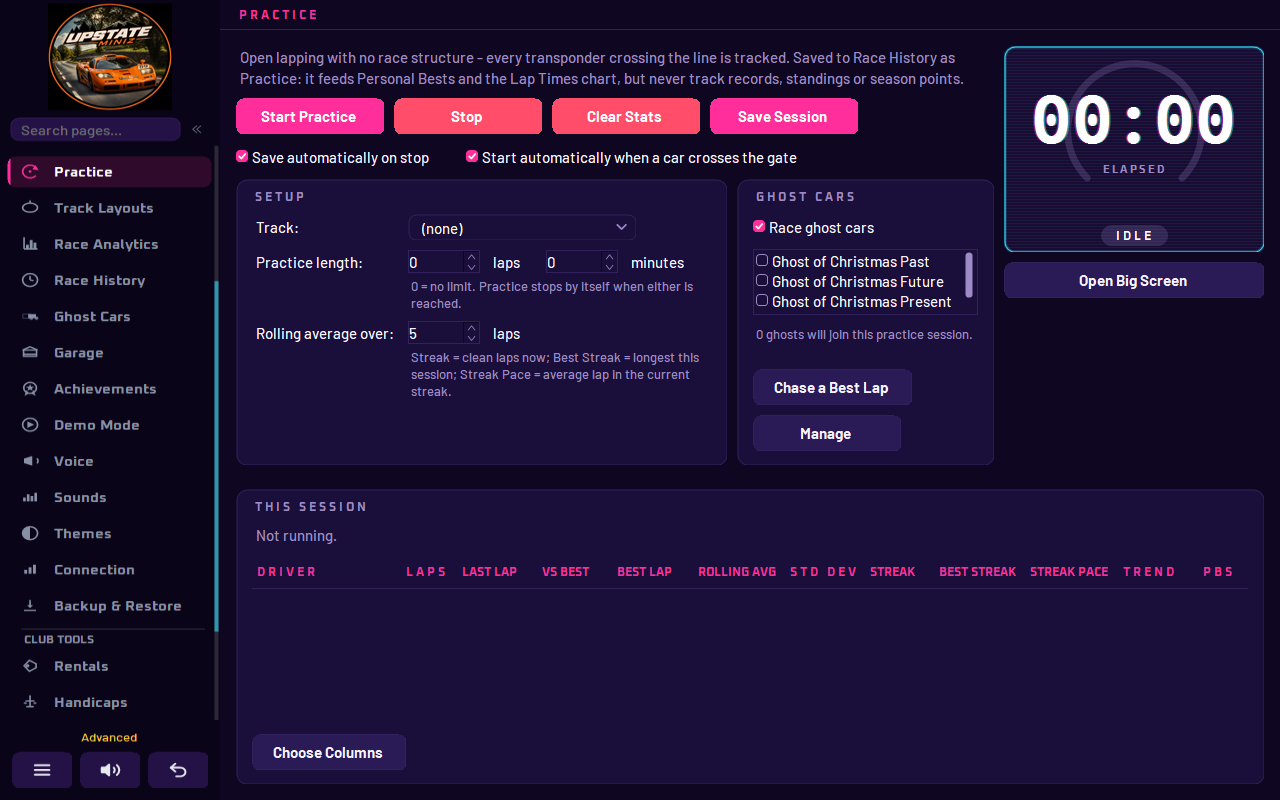 UPSTATE
MINIZ
Search pages...
Practice
Track Layouts
Race Analytics
Race History
Ghost Cars
Garage
Achievements
Demo Mode
Voice
Sounds
Themes
Connection
Backup & Restore
CLUB TOOLS
Rentals
Handicaps
Advanced
PRACTICE
Open lapping with no race structure - every transponder crossing the line is tracked. Saved to Race History as
Practice: it feeds Personal Bests and the Lap Times chart, but never track records, standings or season points.
Start Practice Stop Clear Stats Save Session
Save automatically on stop Start automatically when a car crosses the gate
SETUP
Track: (none)
Practice length: 0 laps 0 minutes
0 = no limit. Practice stops by itself when either is
reached.
Rolling average over: 5 laps
Streak = clean laps now; Best Streak = longest this
session; Streak Pace = average lap in the current
streak.
GHOST CARS
Race ghost cars
Ghost of Christmas Past
Ghost of Christmas Future
Ghost of Christmas Present
0 ghosts will join this practice session.
Chase a Best Lap
Manage
00:00
ELAPSED
IDLE
Open Big Screen
THIS SESSION
Not running.
DRIVER LAPS LAST LAP VS BEST BEST LAP ROLLING AVG STD DEV STREAK BEST STREAK STREAK PACE TREND PBS
Choose Columns